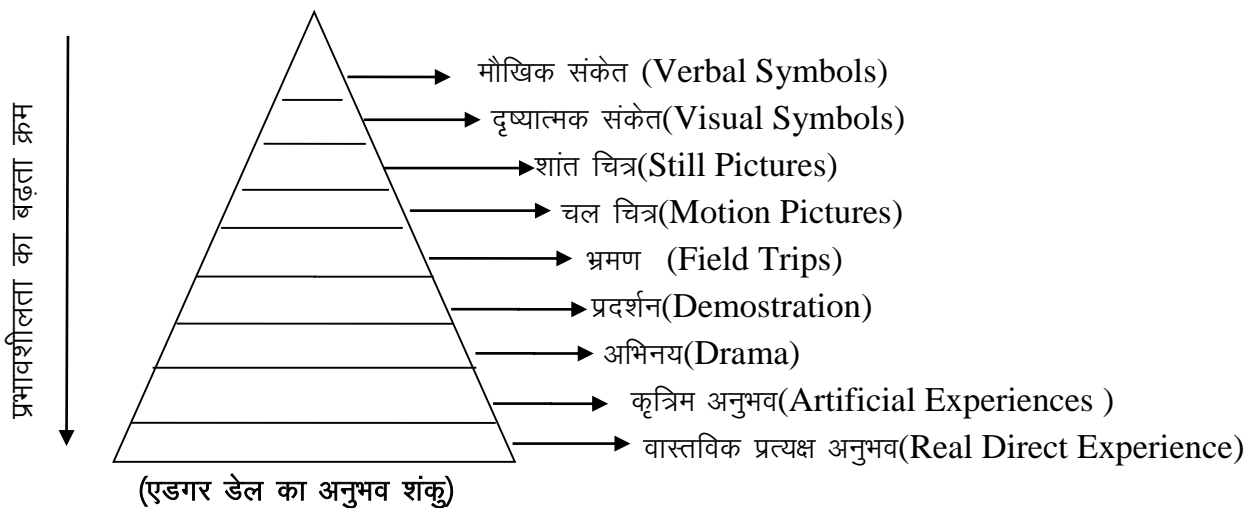 मौखिक संकेत (Verbal Symbols)
दृष्यात्मक संकेत(Visual Symbols)
शांत चित्र(Still Pictures)
चल चित्र(Motion Pictures)
भ्रमण (Field Trips)
प्रदर्शन(Demostration)
अभिनय(Drama)
कृत्रिम अनुभव(Artificial Experiences )
वास्तविक प्रत्यक्ष अनुभव(Real Direct Experience)
प्रभावशीलता का बढ़ता क्रम
(एडगर डेल का अनुभव शंकु)